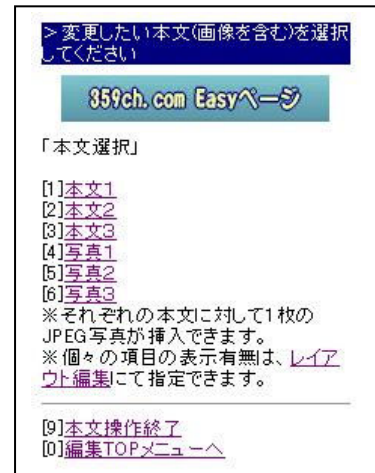 ＞変更したい本文(画像を含む)を選択
してください
359ch.com Easyページ
「本文選択」
[1]本文1
[2]本文2
[3]本文3
[4]写真1
[5]写真2
[6]写真3
※それぞれの本文に対して1枚の
JPEG写真が挿入できます。
※個々の項目の表示有無は、レイア
ウト編集にて指定できます。
[9]本文操作終了
[0]編集TOPメニューへ